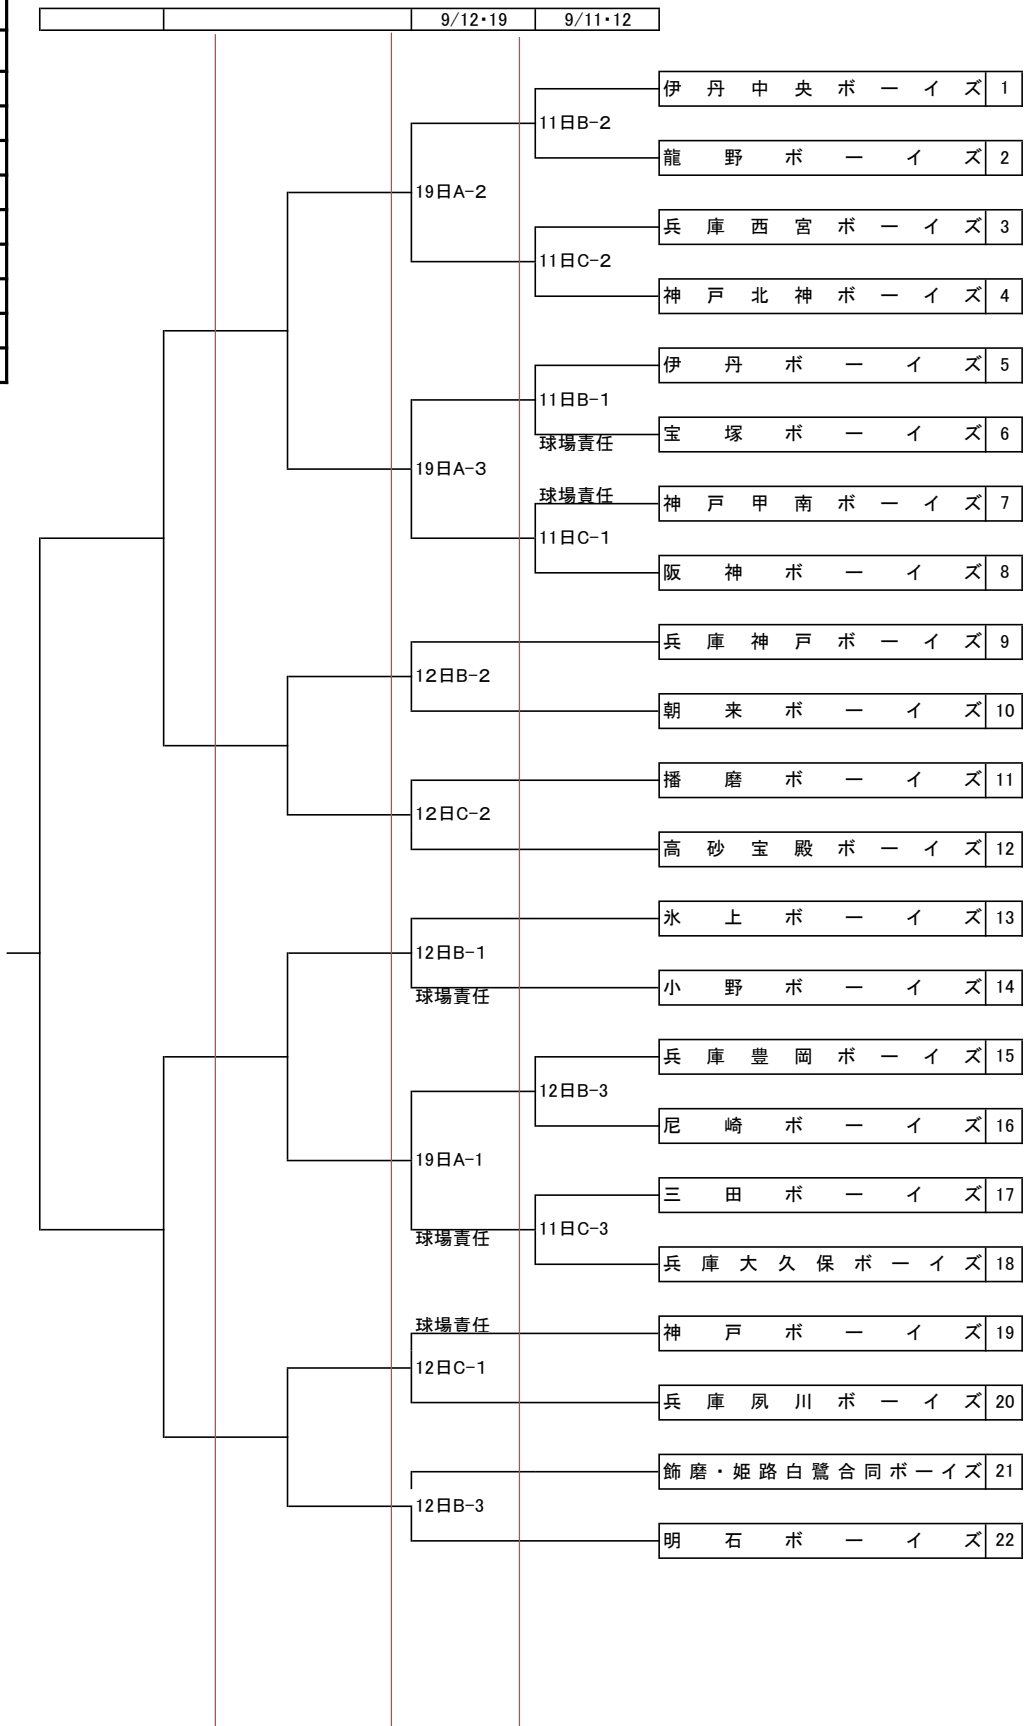 9/12・19 9/11・12
伊丹中央ボーイズ 1
11日B-2
龍野ボーイズ 2
19日A-2
兵庫西宮ボーイズ 3
11日C-2
神戸北神ボーイズ 4
伊丹ボーイズ 5
11日B-1
宝塚ボーイズ 6
球場責任
19日A-3
球場責任
神戸甲南ボーイズ 7
11日C-1
阪神ボーイズ 8
兵庫神戸ボーイズ 9
12日B-2
朝来ボーイズ 10
播磨ボーイズ 11
12日C-2
高砂宝殿ボーイズ 12
氷上ボーイズ 13
12日B-1
小野ボーイズ 14
球場責任
兵庫豊岡ボーイズ 15
12日B-3
尼崎ボーイズ 16
19日A-1
三田ボーイズ 17
11日C-3
球場責任
兵庫大久保ボーイズ 18
球場責任
神戸ボーイズ 19
12日C-1
兵庫夙川ボーイズ 20
飾磨・姫路白鷺合同ボーイズ 21
12日B-3
明石ボーイズ 22